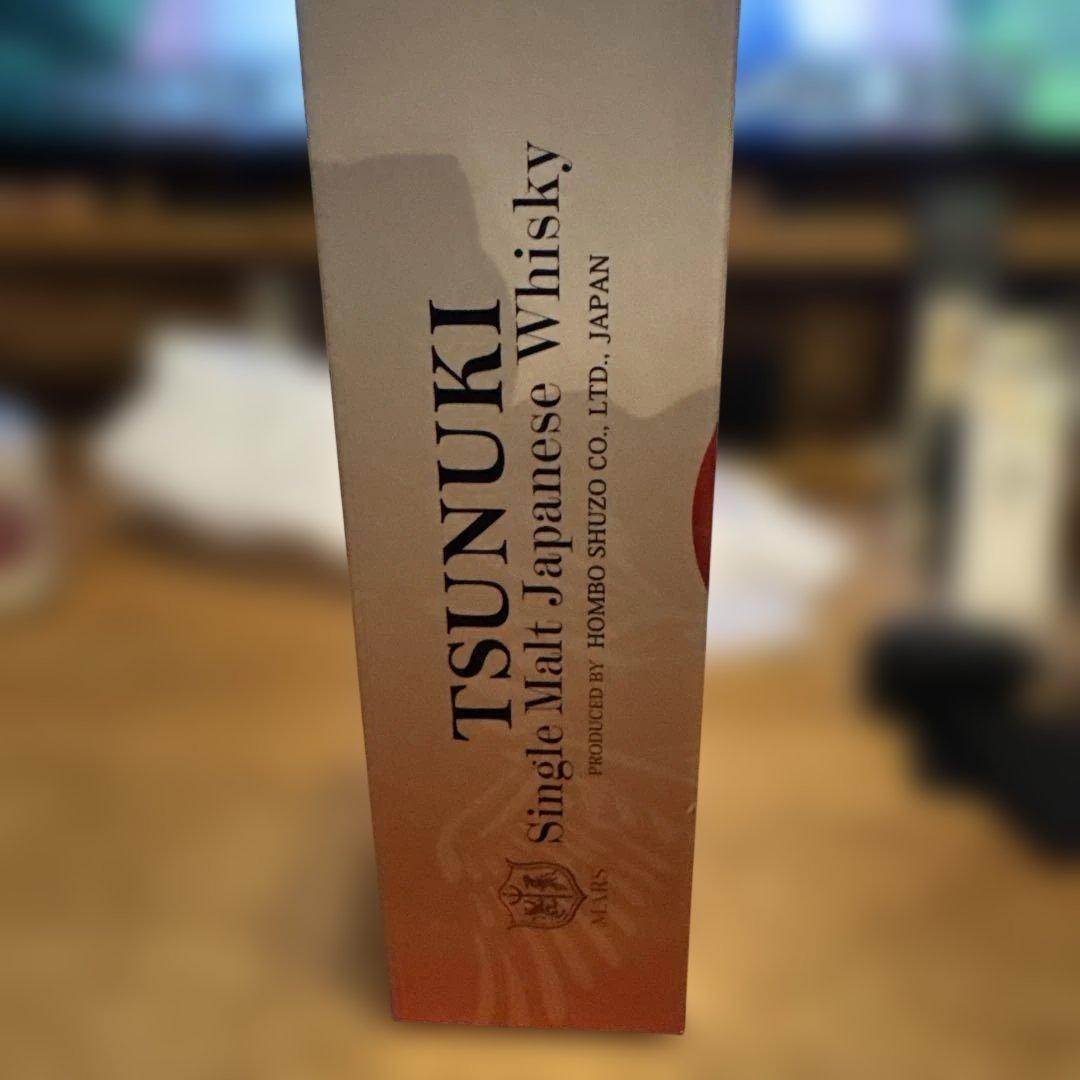 TSUNUKI
Single Malt Japanese Whisky
PRODUCED BY HOMBO SHUZO CO., LTD., JAPAN
MARS